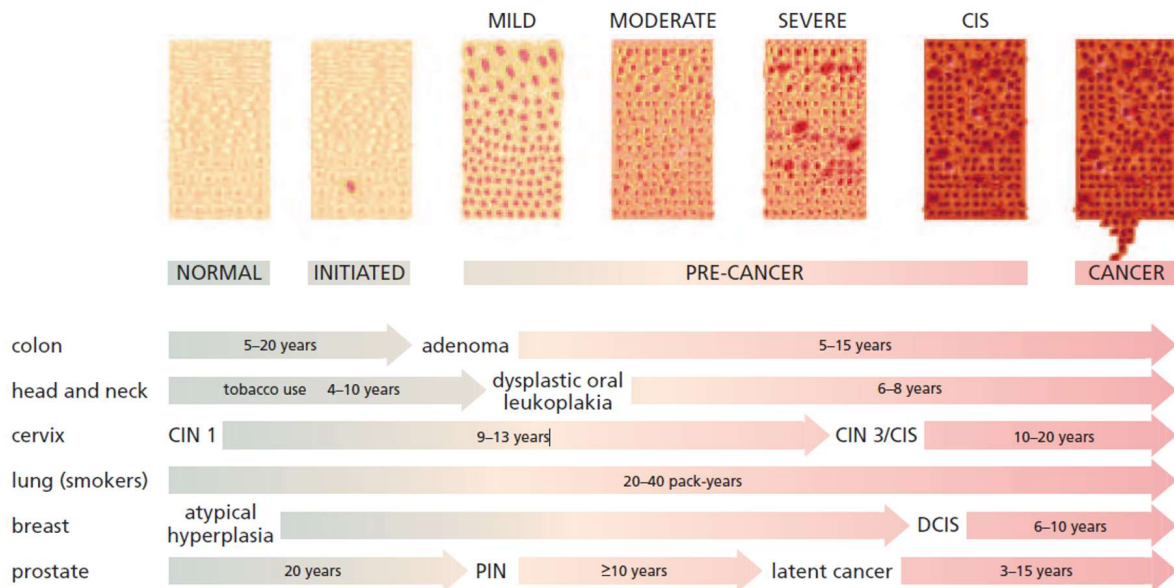 MILD MODERATE SEVERE CIS
NORMAL INITIATED PRE-CANCER CANCER
colon 5–20 years adenoma 5–15 years
head and neck tobacco use 4–10 years dysplastic oral
leukoplakia 6–8 years
cervix CIN 1 9–13 years CIN 3/CIS 10–20 years
lung (smokers) 20–40 pack-years
breast atypical
hyperplasia DCIS 6–10 years
prostate 20 years PIN ≥10 years latent cancer 3–15 years